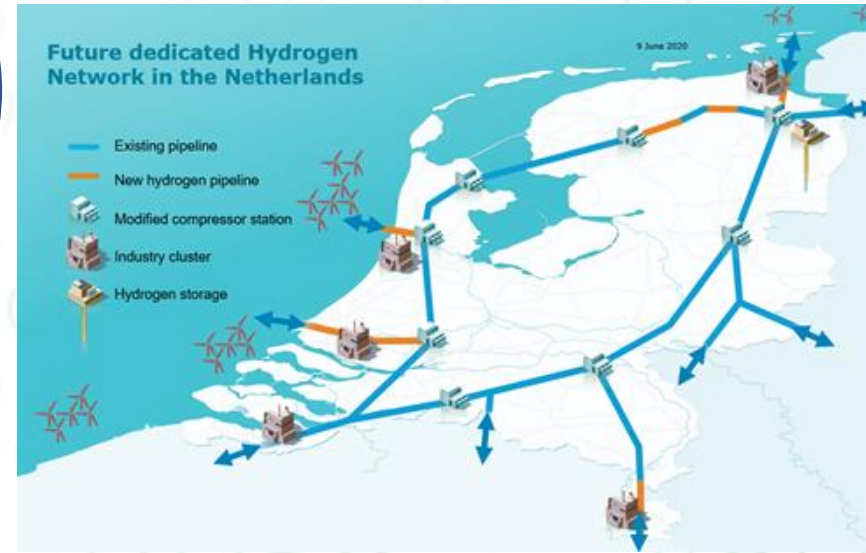 Future dedicated Hydrogen
Network in the Netherlands
9 June 2020
Existing pipeline
New hydrogen pipeline
Modified compressor station
Industry cluster
Hydrogen storage